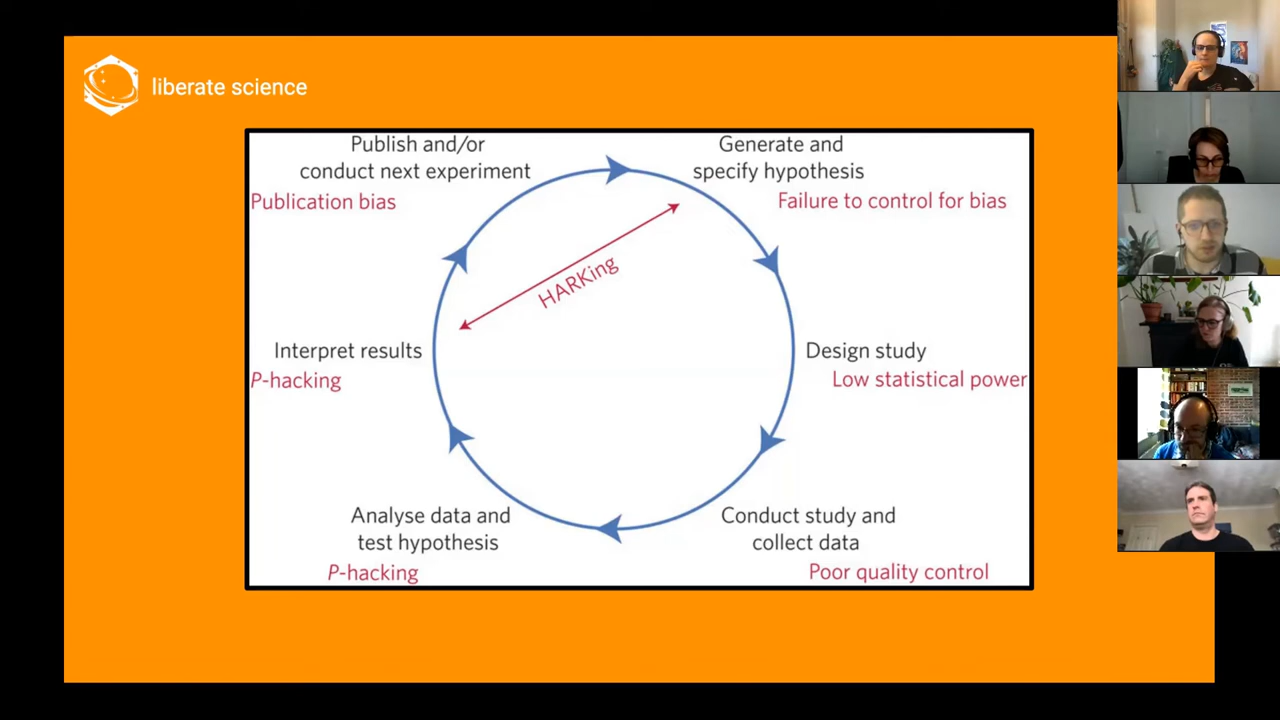 liberate science
Publish and/or
conduct next experiment
Publication bias
Generate and
specify hypothesis
Failure to control for bias
HARKing
Interpret results
P-hacking
Design study
Low statistical power
Analyse data and
test hypothesis
P-hacking
Conduct study and
collect data
Poor quality control